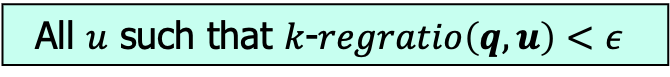 All u such that k-regratio(q, u) < ϵ